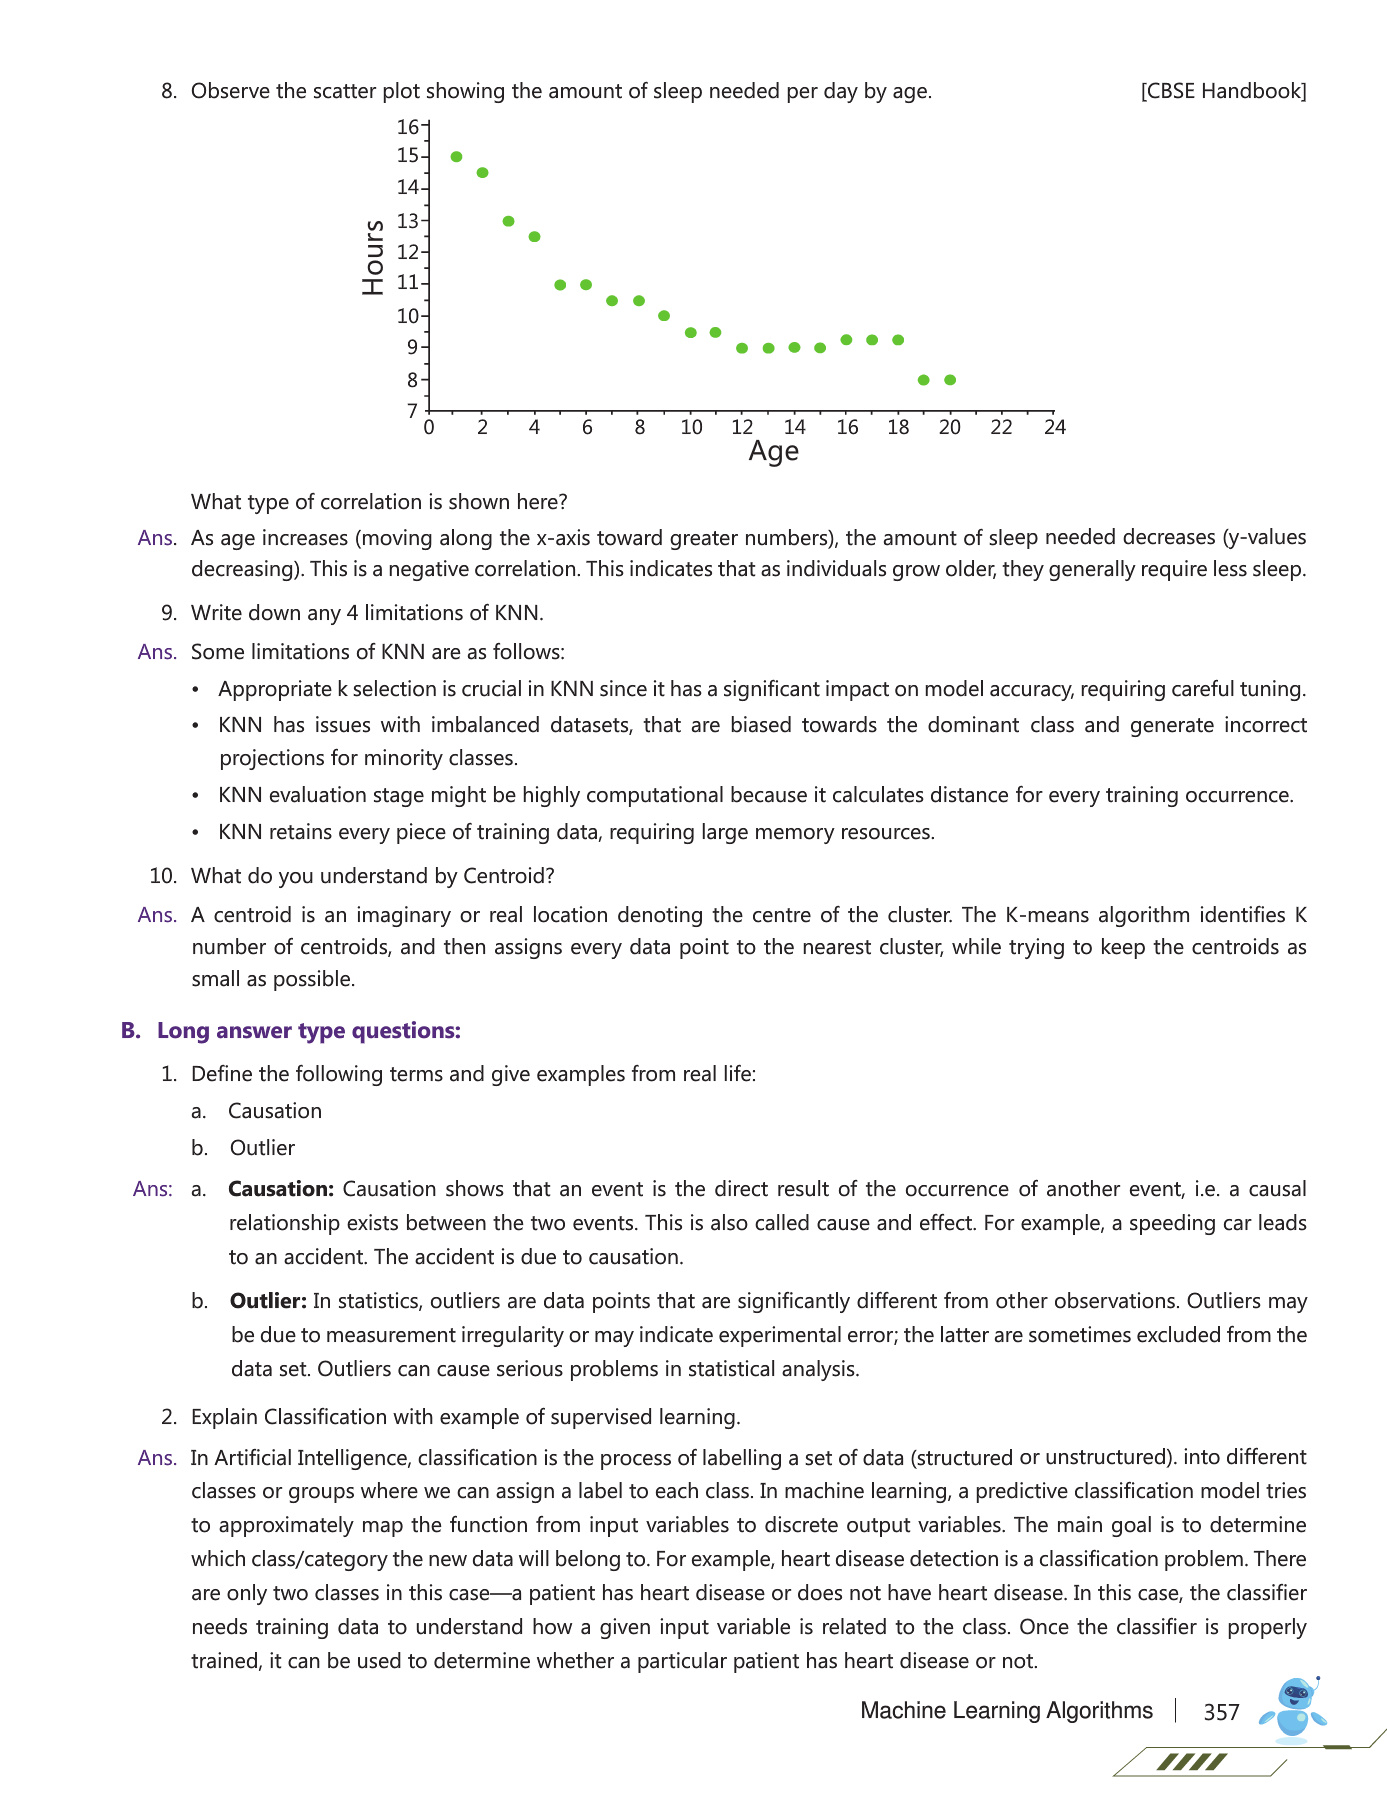 8. Observe the scatter plot showing the amount of sleep needed per day by age. [CBSE Handbook]
16
15
14
13
12
11
10
9
8
7
Hours
0 2 4 6 8 10 12 14 16 18 20 22 24
Age
What type of correlation is shown here?
Ans. As age increases (moving along the x-axis toward greater numbers), the amount of sleep needed decreases (y-values
decreasing). This is a negative correlation. This indicates that as individuals grow older, they generally require less sleep.
9. Write down any 4 limitations of KNN.
Ans. Some limitations of KNN are as follows:
• Appropriate k selection is crucial in KNN since it has a significant impact on model accuracy, requiring careful tuning.
• KNN has issues with imbalanced datasets, that are biased towards the dominant class and generate incorrect
projections for minority classes.
• KNN evaluation stage might be highly computational because it calculates distance for every training occurrence.
• KNN retains every piece of training data, requiring large memory resources.
10. What do you understand by Centroid?
Ans. A centroid is an imaginary or real location denoting the centre of the cluster. The K-means algorithm identifies K
number of centroids, and then assigns every data point to the nearest cluster, while trying to keep the centroids as
small as possible.
B. Long answer type questions:
1. Define the following terms and give examples from real life:
a. Causation
b. Outlier
Ans: a. Causation: Causation shows that an event is the direct result of the occurrence of another event, i.e. a causal
relationship exists between the two events. This is also called cause and effect. For example, a speeding car leads
to an accident. The accident is due to causation.
b. Outlier: In statistics, outliers are data points that are significantly different from other observations. Outliers may
be due to measurement irregularity or may indicate experimental error; the latter are sometimes excluded from the
data set. Outliers can cause serious problems in statistical analysis.
2. Explain Classification with example of supervised learning.
Ans. In Artificial Intelligence, classification is the process of labelling a set of data (structured or unstructured). into different
classes or groups where we can assign a label to each class. In machine learning, a predictive classification model tries
to approximately map the function from input variables to discrete output variables. The main goal is to determine
which class/category the new data will belong to. For example, heart disease detection is a classification problem. There
are only two classes in this case—a patient has heart disease or does not have heart disease. In this case, the classifier
needs training data to understand how a given input variable is related to the class. Once the classifier is properly
trained, it can be used to determine whether a particular patient has heart disease or not.
Machine Learning Algorithms 357